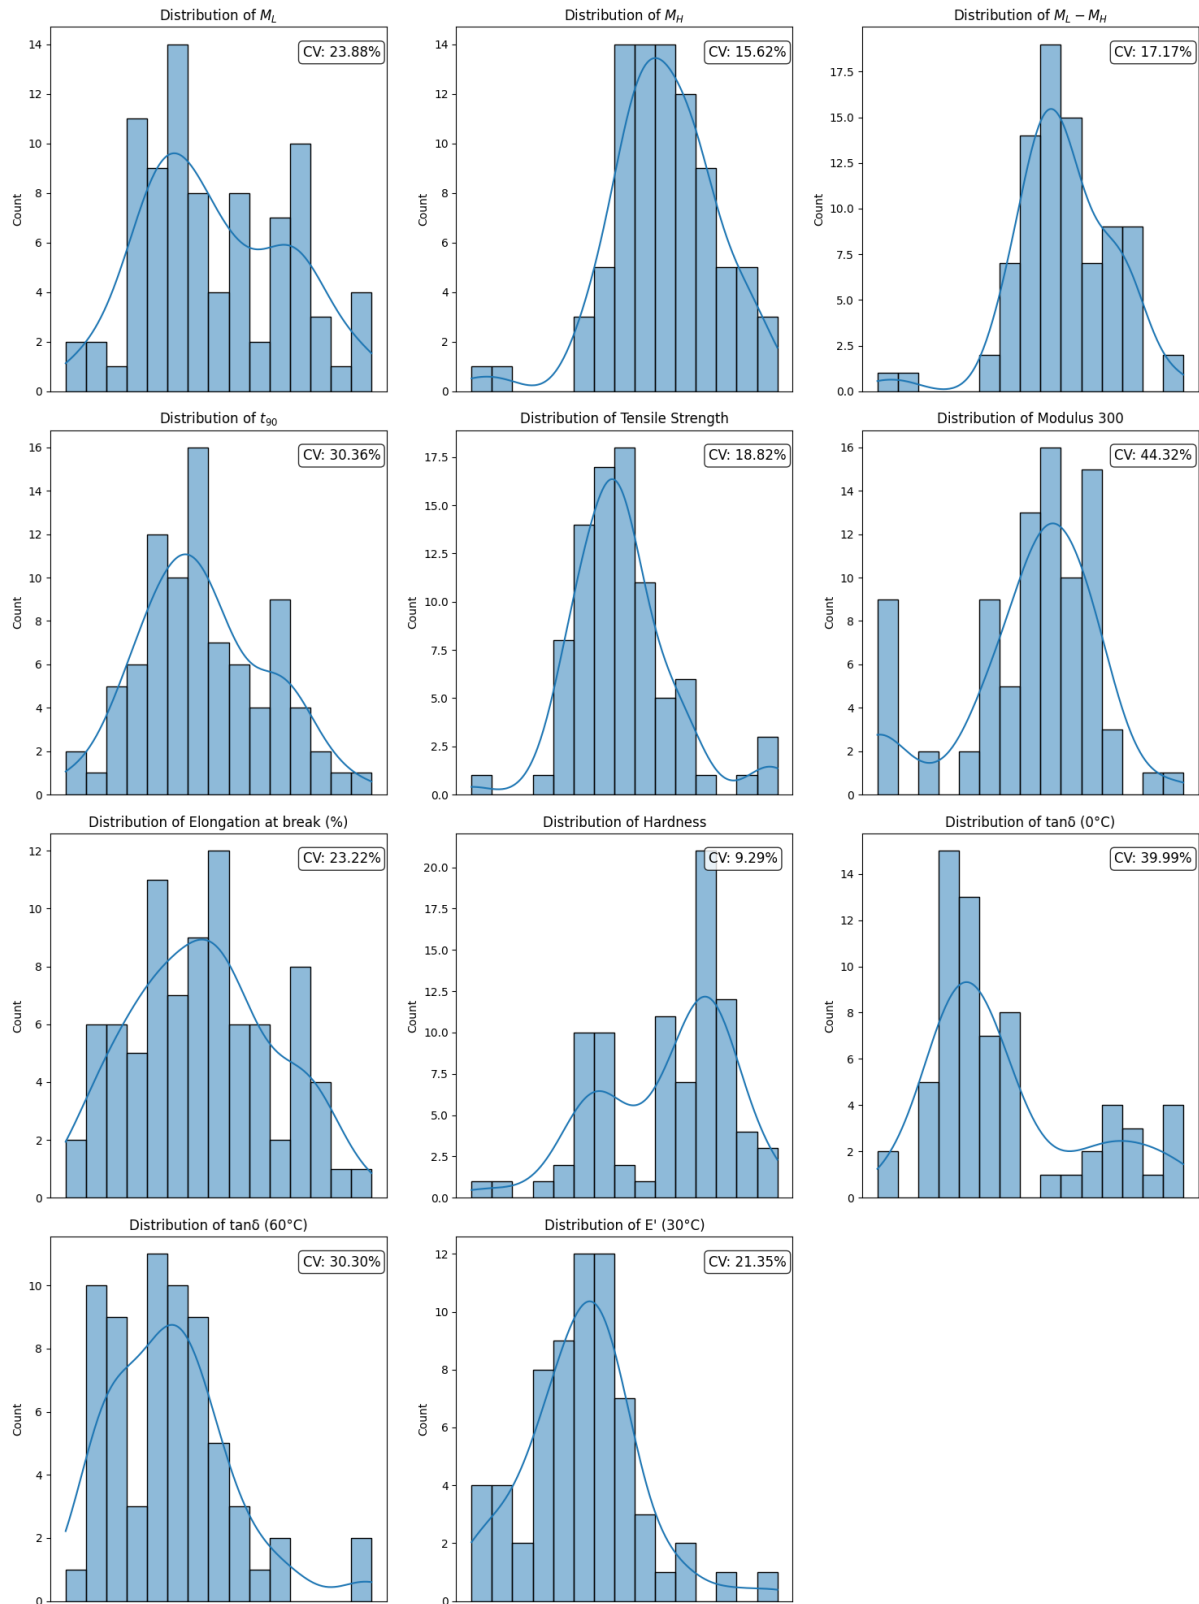 Distribution of M_L
CV: 23.88%
14
12
10
8
6
4
2
0
Count
Distribution of M_H
CV: 15.62%
14
12
10
8
6
4
2
0
Count
Distribution of M_L − M_H
CV: 17.17%
17.5
15.0
12.5
10.0
7.5
5.0
2.5
0.0
Count
Distribution of t_90
CV: 30.36%
16
14
12
10
8
6
4
2
0
Count
Distribution of Tensile Strength
CV: 18.82%
17.5
15.0
12.5
10.0
7.5
5.0
2.5
0.0
Count
Distribution of Modulus 300
CV: 44.32%
16
14
12
10
8
6
4
2
0
Count
Distribution of Elongation at break (%)
CV: 23.22%
12
10
8
6
4
2
0
Count
Distribution of Hardness
CV: 9.29%
20.0
17.5
15.0
12.5
10.0
7.5
5.0
2.5
0.0
Count
Distribution of tanδ (0°C)
CV: 39.99%
14
12
10
8
6
4
2
0
Count
Distribution of tanδ (60°C)
CV: 30.30%
10
8
6
4
2
0
Count
Distribution of E' (30°C)
CV: 21.35%
12
10
8
6
4
2
0
Count